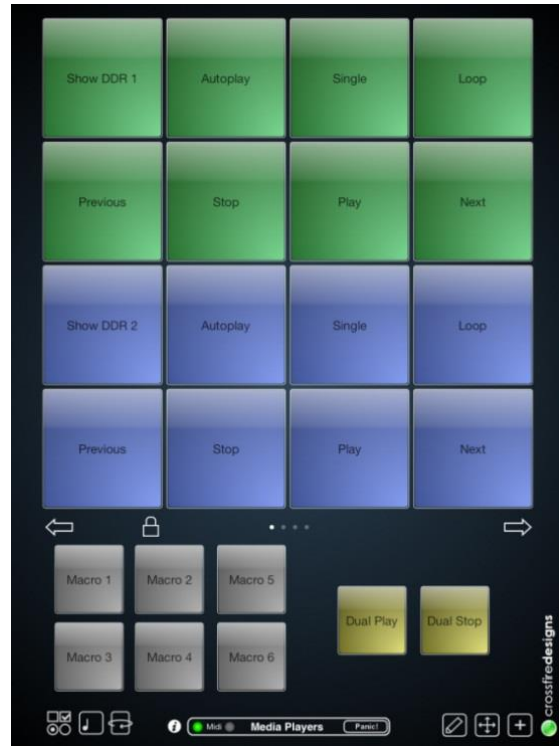 Show DDR 1 Autoplay Single Loop
Previous Stop Play Next
Show DDR 2 Autoplay Single Loop
Previous Stop Play Next
Macro 1 Macro 2 Macro 5
Dual Play Dual Stop
Macro 3 Macro 4 Macro 6
i Midi Media Players Panic!
crossfiredesigns